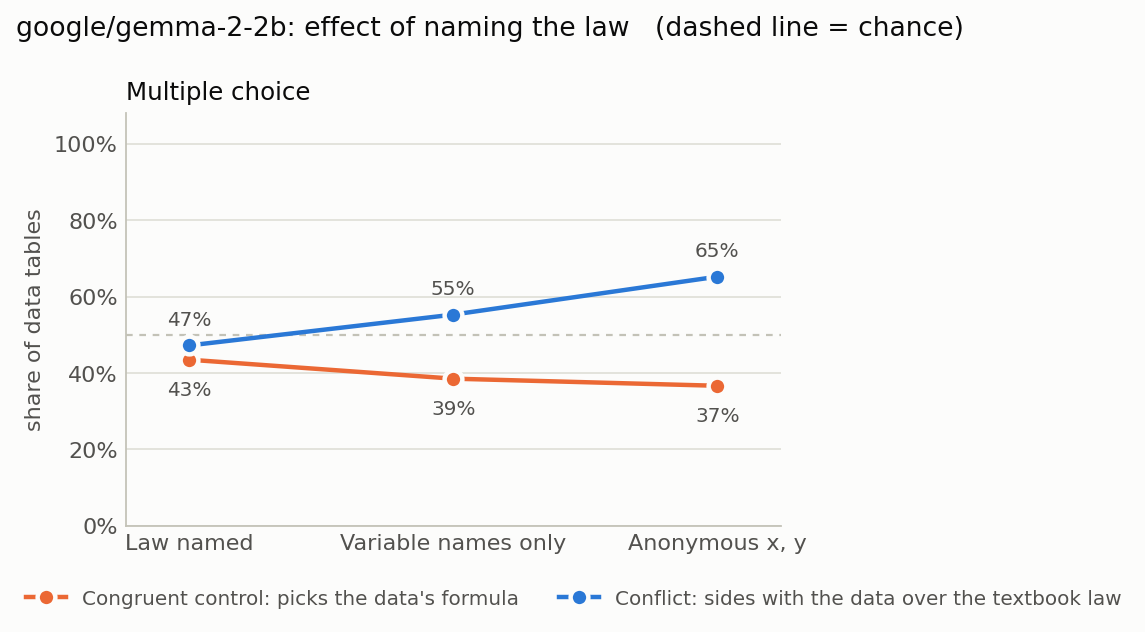 google/gemma-2-2b: effect of naming the law (dashed line = chance)
Multiple choice
share of data tables
100%
80%
60%
40%
20%
0%
47%
55%
65%
43%
39%
37%
Law named
Variable names only
Anonymous x, y
Congruent control: picks the data's formula
Conflict: sides with the data over the textbook law